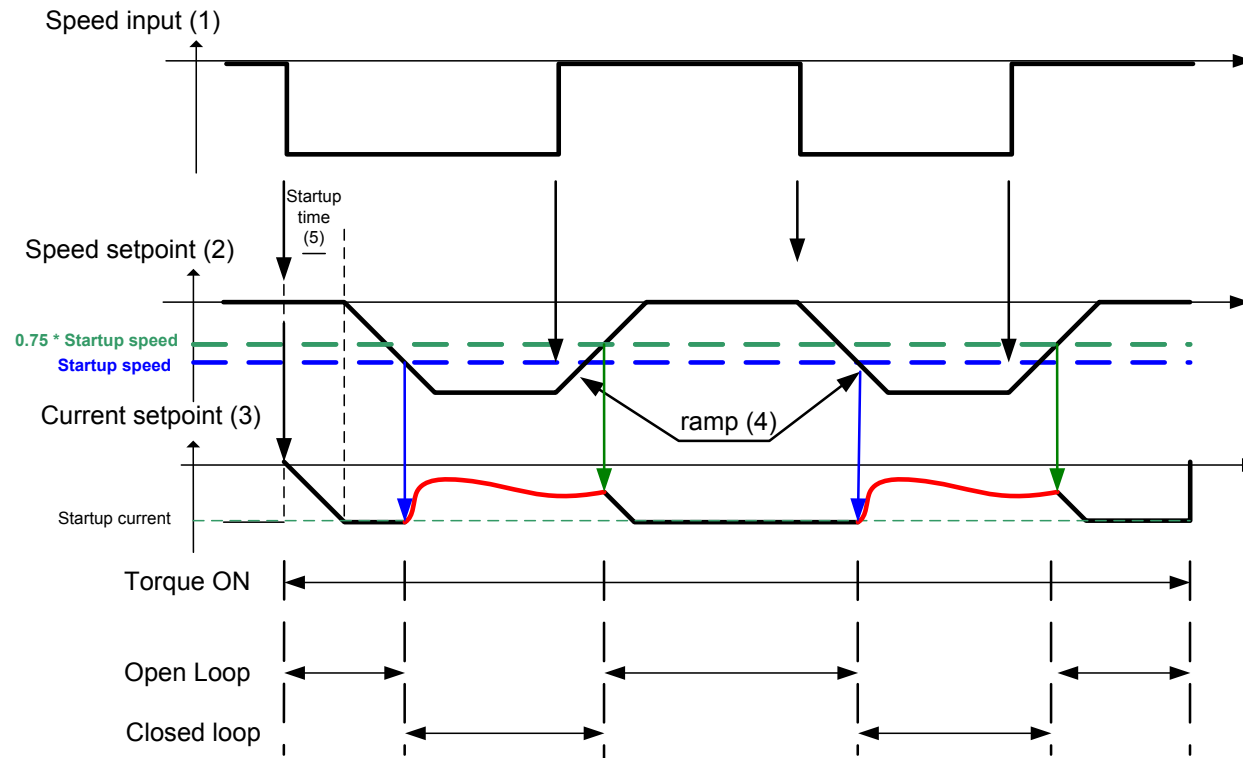 Speed input (1)
Startup
time
(5)
Speed setpoint (2)
0.75 * Startup speed
Startup speed
Current setpoint (3)
ramp (4)
Startup current
Torque ON
Open Loop
Closed loop